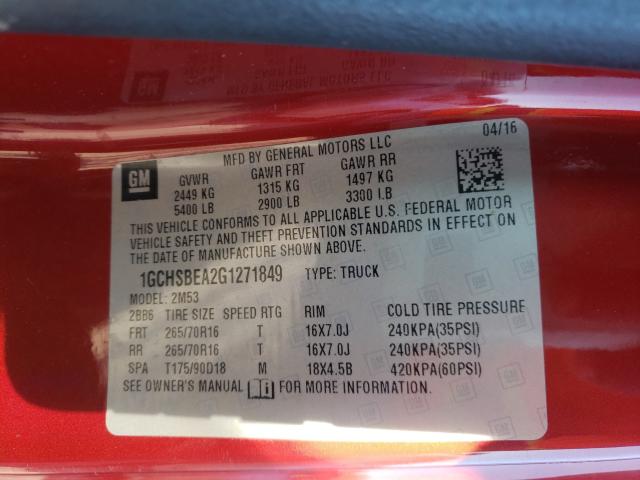 MFD BY GENERAL MOTORS LLC 04/16
GM GVWR GAWR FRT GAWR RR
2449 KG 1315 KG 1497 KG
5400 LB 2900 LB 3300 LB
THIS VEHICLE CONFORMS TO ALL APPLICABLE U.S. FEDERAL MOTOR
VEHICLE SAFETY AND THEFT PREVENTION STANDARDS IN EFFECT ON
THE DATE OF MANUFACTURE SHOWN ABOVE.
1GCHSBEA2G1271849 TYPE: TRUCK
MODEL: 2M53
2BB6 TIRE SIZE SPEED RTG RIM COLD TIRE PRESSURE
FRT 265/70R16 T 16X7.0J 240KPA(35PSI)
RR 265/70R16 T 16X7.0J 240KPA(35PSI)
SPA T175/90D18 M 18X4.5B 420KPA(60PSI)
SEE OWNER'S MANUAL FOR MORE INFORMATION.